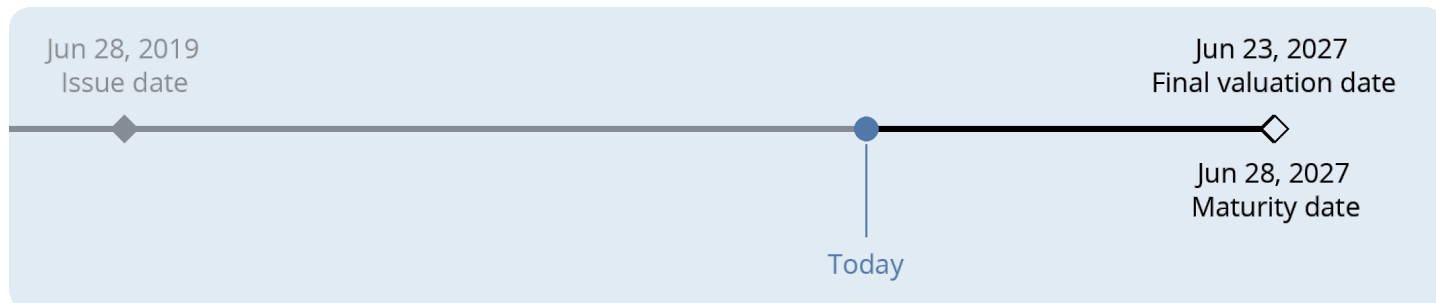 Jun 28, 2019
Issue date
Jun 23, 2027
Final valuation date
Jun 28, 2027
Maturity date
Today